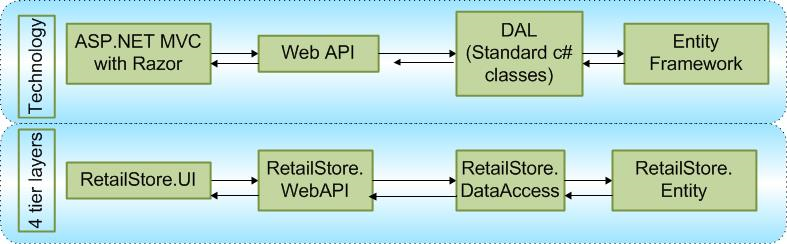 Technology
ASP.NET MVC
with Razor
Web API
DAL
(Standard c#
classes)
Entity
Framework
4 tier layers
RetailStore.UI
RetailStore.
WebAPI
RetailStore.
DataAccess
RetailStore.
Entity